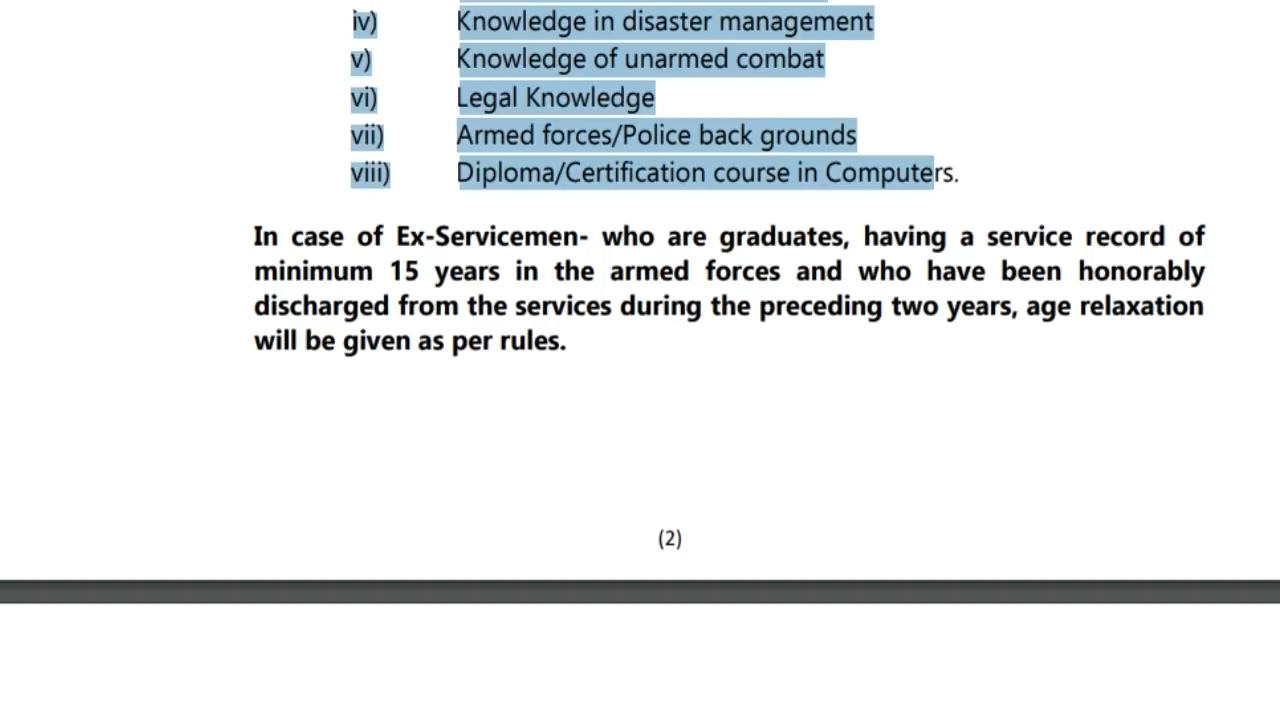 iv) Knowledge in disaster management
v) Knowledge of unarmed combat
vi) Legal Knowledge
vii) Armed forces/Police back grounds
viii) Diploma/Certification course in Computers.
In case of Ex-Servicemen- who are graduates, having a service record of
minimum 15 years in the armed forces and who have been honorably
discharged from the services during the preceding two years, age relaxation
will be given as per rules.
(2)